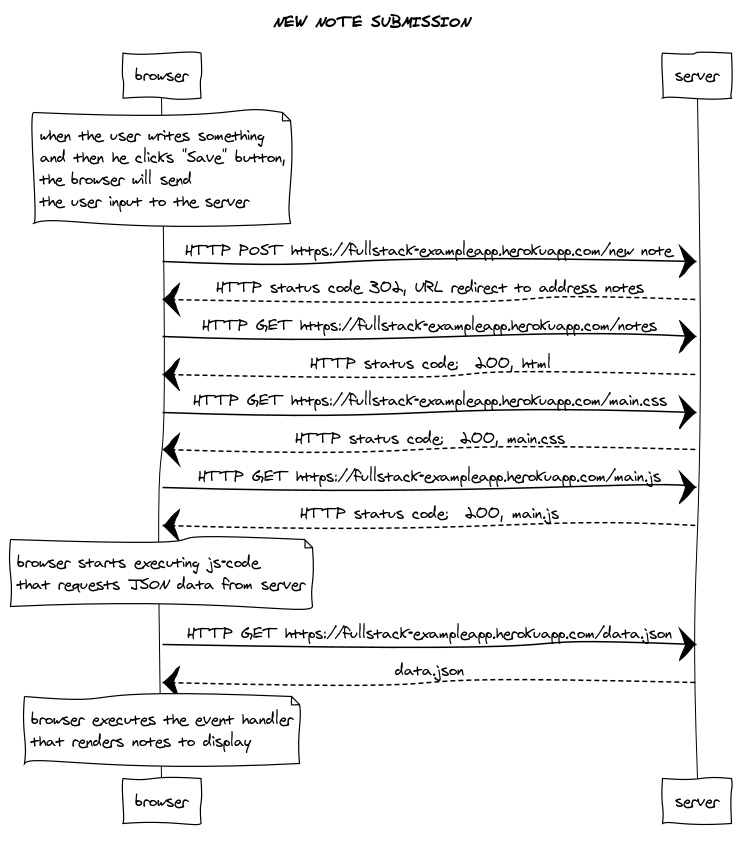 NEW NOTE SUBMISSION
browser
server
when the user writes something
and then he clicks "Save" button,
the browser will send
the user input to the server
HTTP POST https://fullstack-exampleapp.herokuapp.com/new note
HTTP status code 302, URL redirect to address notes
HTTP GET https://fullstack-exampleapp.herokuapp.com/notes
HTTP status code; 200, html
HTTP GET https://fullstack-exampleapp.herokuapp.com/main.css
HTTP status code; 200, main.css
HTTP GET https://fullstack-exampleapp.herokuapp.com/main.js
HTTP status code; 200, main.js
browser starts executing js-code
that requests JSON data from server
HTTP GET https://fullstack-exampleapp.herokuapp.com/data.json
data.json
browser executes the event handler
that renders notes to display
browser
server